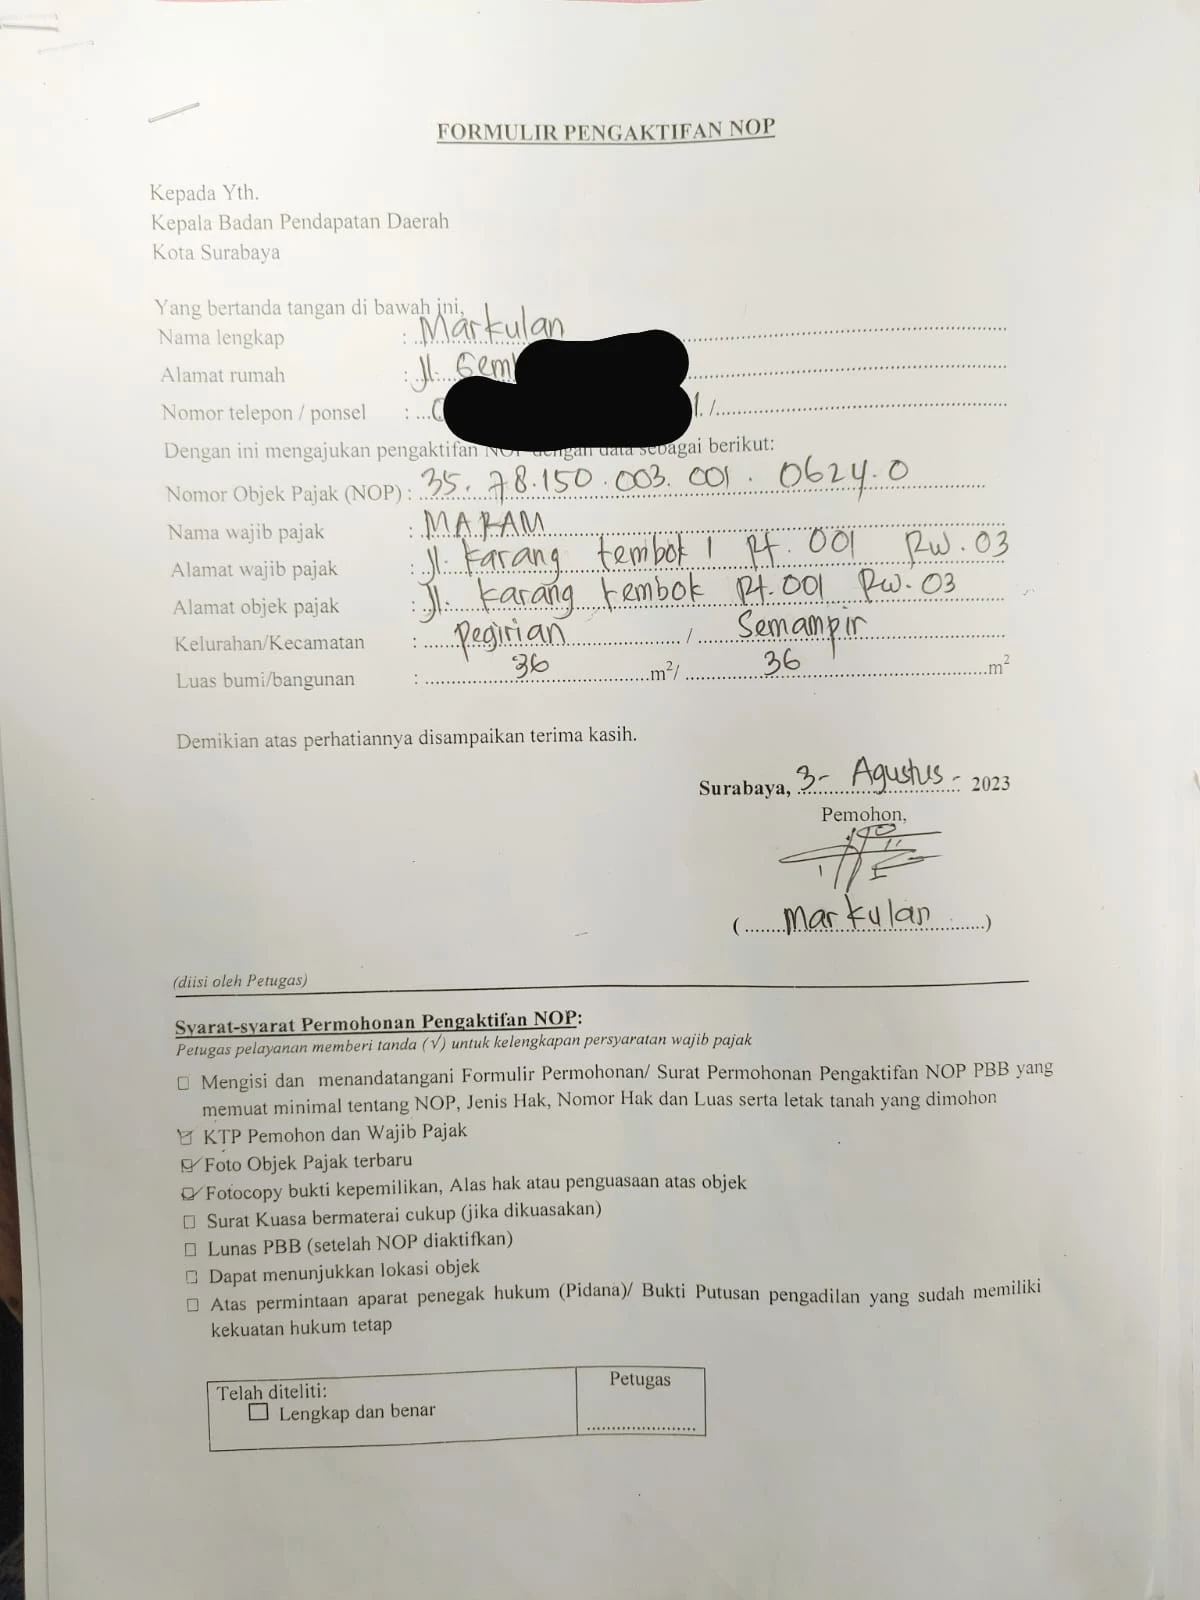 FORMULIR PENGAKTIFAN NOP
Kepada Yth.
Kepala Badan Pendapatan Daerah
Kota Surabaya
Yang bertanda tangan di bawah ini,
Nama lengkap : Markulan
Alamat rumah : Jl. Gem
Nomor telepon / ponsel : /
Dengan ini mengajukan pengaktifan NOP dengan data sebagai berikut:
Nomor Objek Pajak (NOP) : 35. 78.150.003. 001 . 0624.0
Nama wajib pajak : MARAM
Alamat wajib pajak : Jl. karang tembok 1 Rt. 001 Rw. 03
Alamat objek pajak : Jl. karang tembok Rt. 001 Rw. 03
Kelurahan/Kecamatan : Pegirian / Semampir
Luas bumi/bangunan : 36 m²/ 36 m²
Demikian atas perhatiannya disampaikan terima kasih.
Surabaya, 3 - Agustus - 2023
Pemohon,
(Markulan)
(diisi oleh Petugas)
Syarat-syarat Permohonan Pengaktifan NOP:
Petugas pelayanan memberi tanda (√) untuk kelengkapan persyaratan wajib pajak
☐ Mengisi dan menandatangani Formulir Permohonan/ Surat Permohonan Pengaktifan NOP PBB yang
memuat minimal tentang NOP, Jenis Hak, Nomor Hak dan Luas serta letak tanah yang dimohon
☑ KTP Pemohon dan Wajib Pajak
☑ Foto Objek Pajak terbaru
☑ Fotocopy bukti kepemilikan, Alas hak atau penguasaan atas objek
☐ Surat Kuasa bermaterai cukup (jika dikuasakan)
☐ Lunas PBB (setelah NOP diaktifkan)
☐ Dapat menunjukkan lokasi objek
☐ Atas permintaan aparat penegak hukum (Pidana)/ Bukti Putusan pengadilan yang sudah memiliki
kekuatan hukum tetap
Telah diteliti:
☐ Lengkap dan benar
Petugas